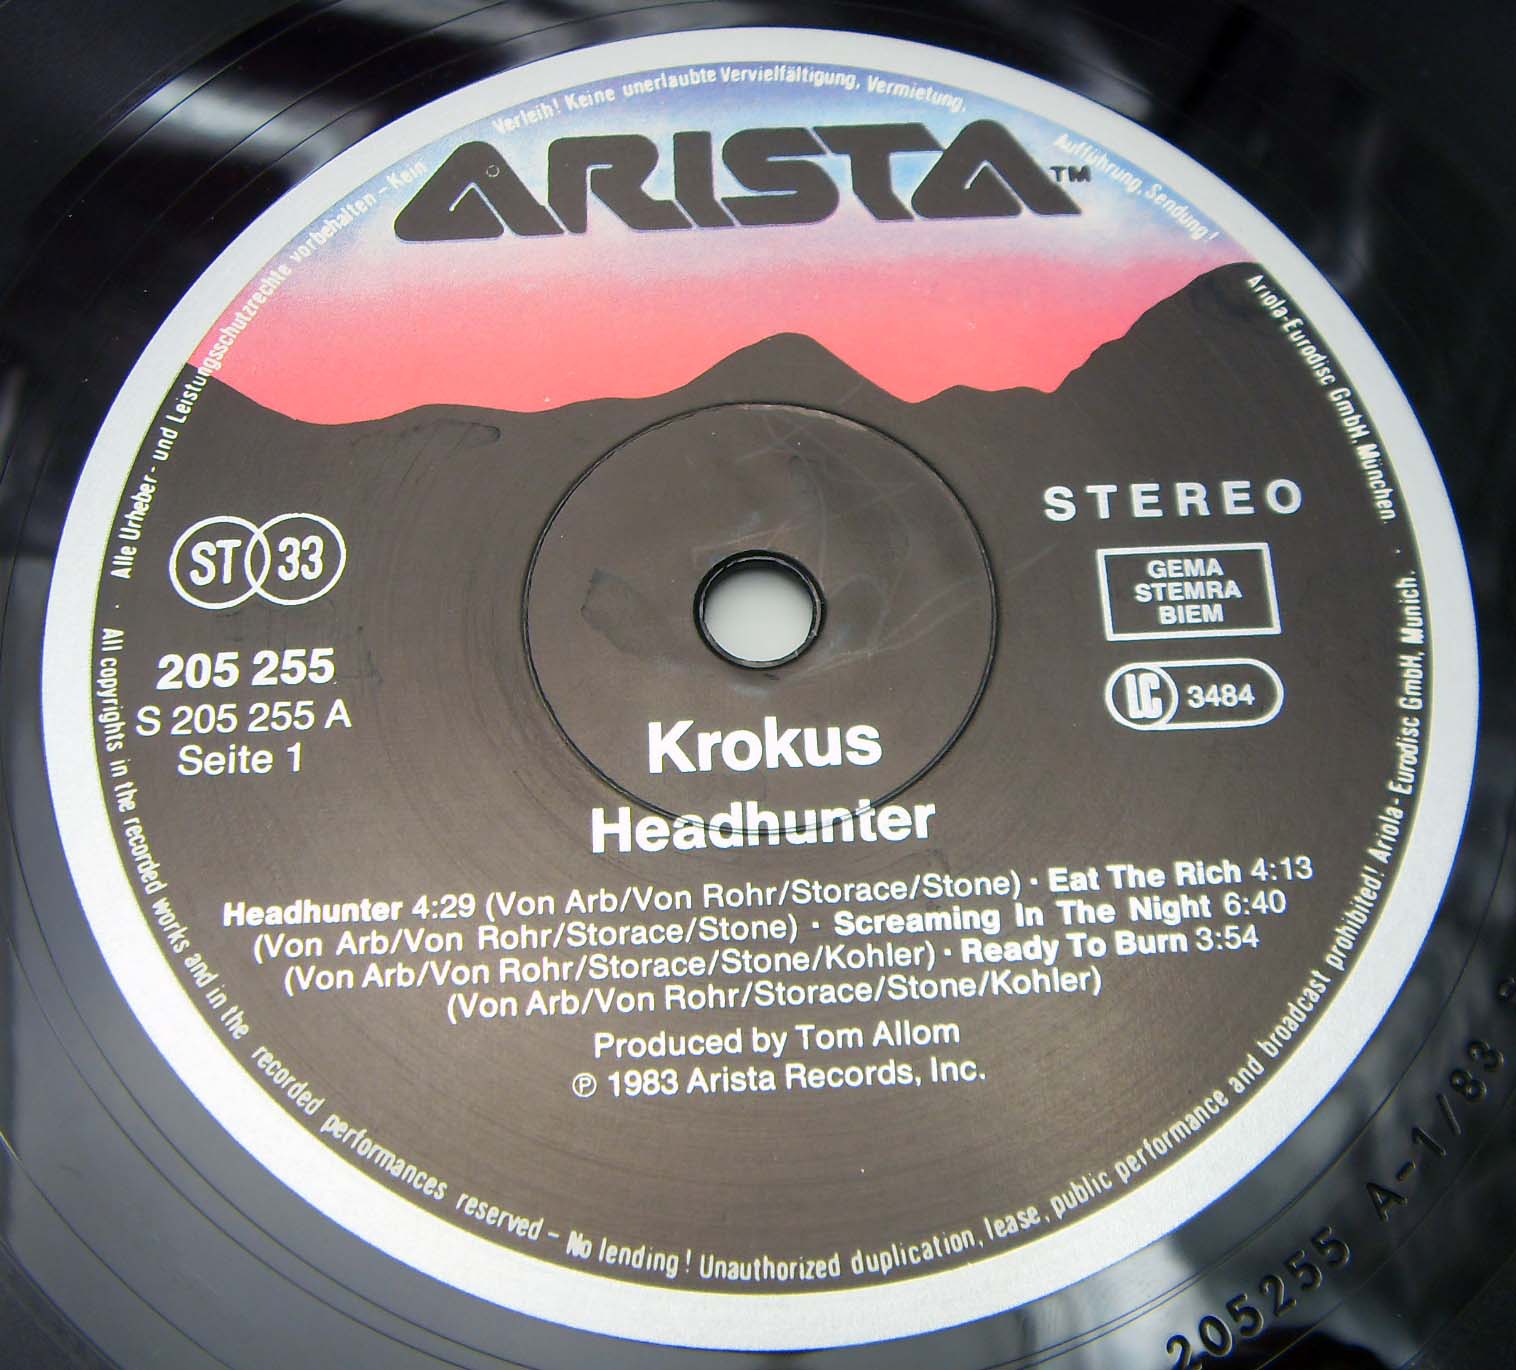 Alle Urheber- und Leistungsschutzrechte vorbehalten - Kein Verleih! Keine unerlaubte Vervielfältigung, Vermietung, Aufführung, Sendung! Ariola-Eurodisc GmbH, München.
ARISTA™
ST 33
STEREO
GEMA
STEMRA
BIEM
LC 3484
205 255
S 205 255 A
Seite 1
Krokus
Headhunter
Headhunter 4:29 (Von Arb/Von Rohr/Storace/Stone) · Eat The Rich 4:13
(Von Arb/Von Rohr/Storace/Stone) · Screaming In The Night 6:40
(Von Arb/Von Rohr/Storace/Stone/Kohler) · Ready To Burn 3:54
(Von Arb/Von Rohr/Storace/Stone/Kohler)
Produced by Tom Allom
℗ 1983 Arista Records, Inc.
All copyrights in the recorded works and in the recorded performances reserved - No lending! Unauthorized duplication, lease, public performance and broadcast prohibited! Ariola-Eurodisc GmbH, Munich.
205255 A-1/83